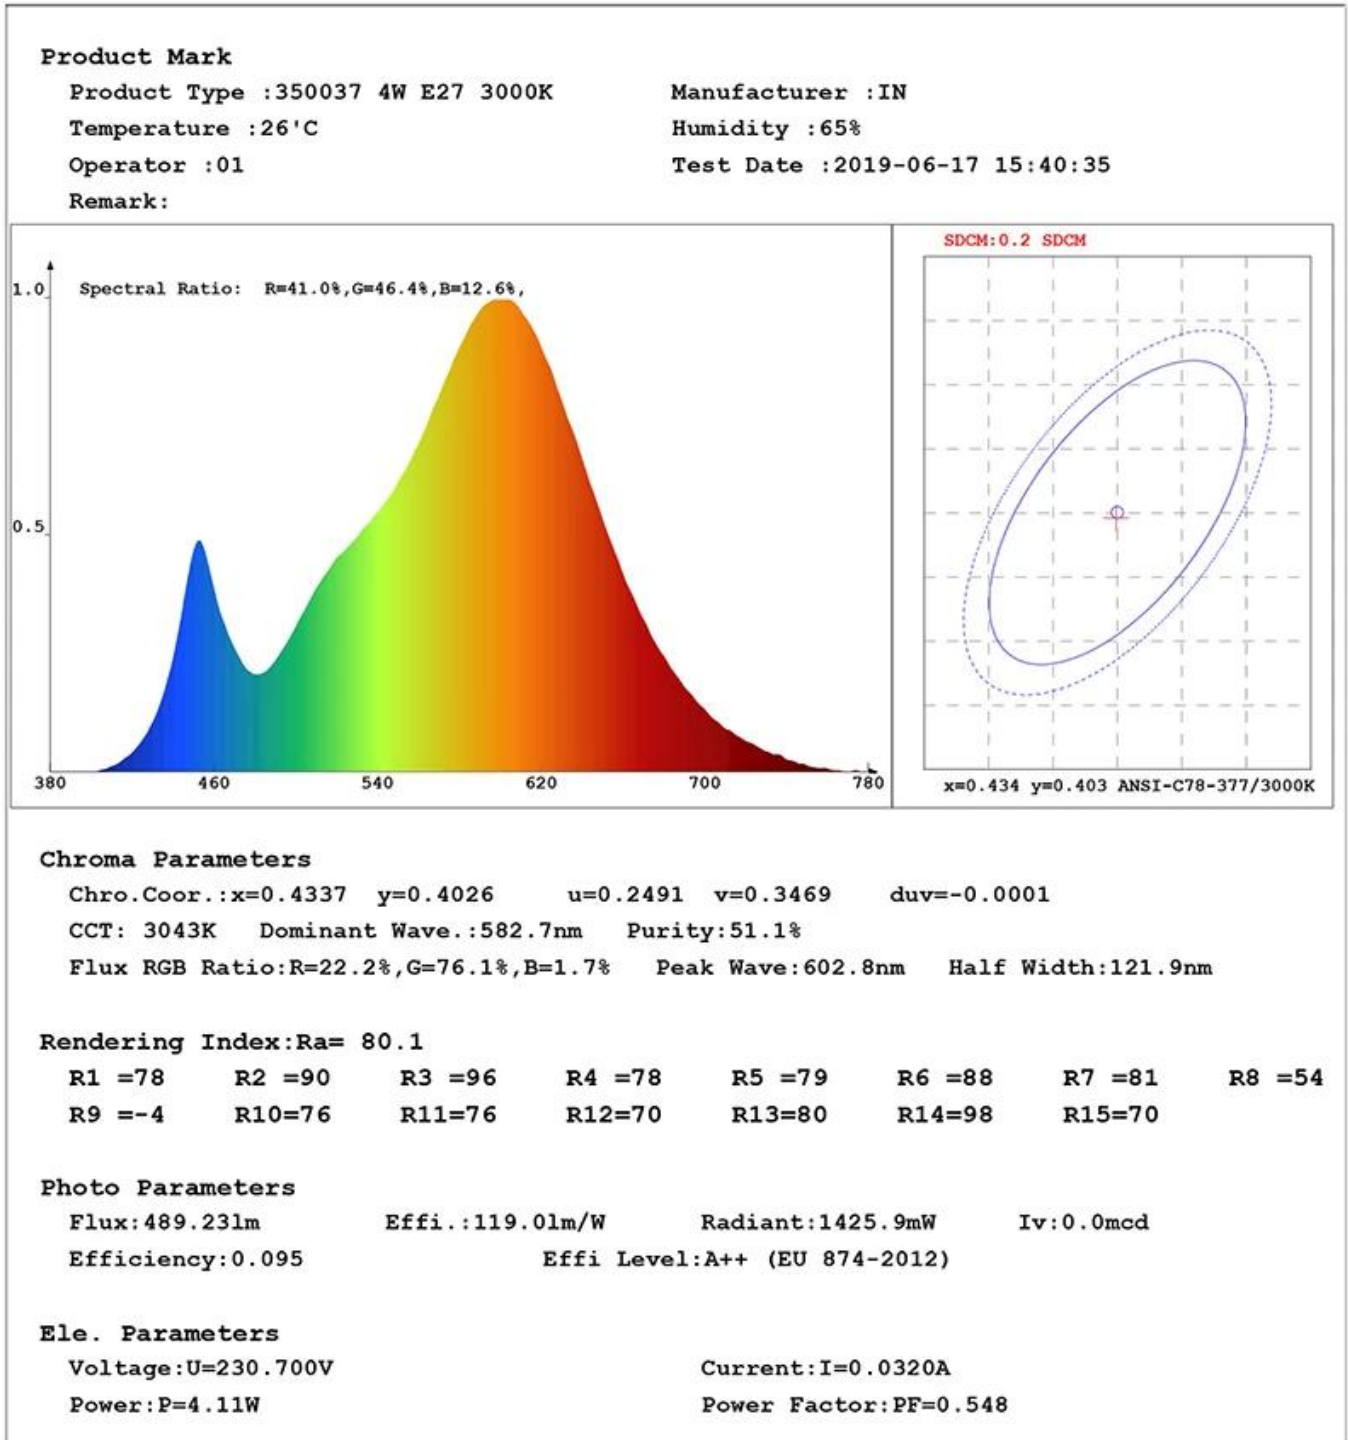 Product Mark
Product Type :350037 4W E27 3000K Manufacturer :IN
Temperature :26'C Humidity :65%
Operator :01 Test Date :2019-06-17 15:40:35
Remark:
SDCM:0.2 SDCM
1.0 Spectral Ratio: R=41.0%,G=46.4%,B=12.6%,
0.5
380 460 540 620 700 780
x=0.434 y=0.403 ANSI-C78-377/3000K
Chroma Parameters
Chro.Coor.:x=0.4337 y=0.4026 u=0.2491 v=0.3469 duv=-0.0001
CCT: 3043K Dominant Wave.:582.7nm Purity:51.1%
Flux RGB Ratio:R=22.2%,G=76.1%,B=1.7% Peak Wave:602.8nm Half Width:121.9nm
Rendering Index:Ra= 80.1
R1 =78 R2 =90 R3 =96 R4 =78 R5 =79 R6 =88 R7 =81 R8 =54
R9 =-4 R10=76 R11=76 R12=70 R13=80 R14=98 R15=70
Photo Parameters
Flux:489.23lm Effi.:119.0lm/W Radiant:1425.9mW Iv:0.0mcd
Efficiency:0.095 Effi Level:A++ (EU 874-2012)
Ele. Parameters
Voltage:U=230.700V Current:I=0.0320A
Power:P=4.11W Power Factor:PF=0.548